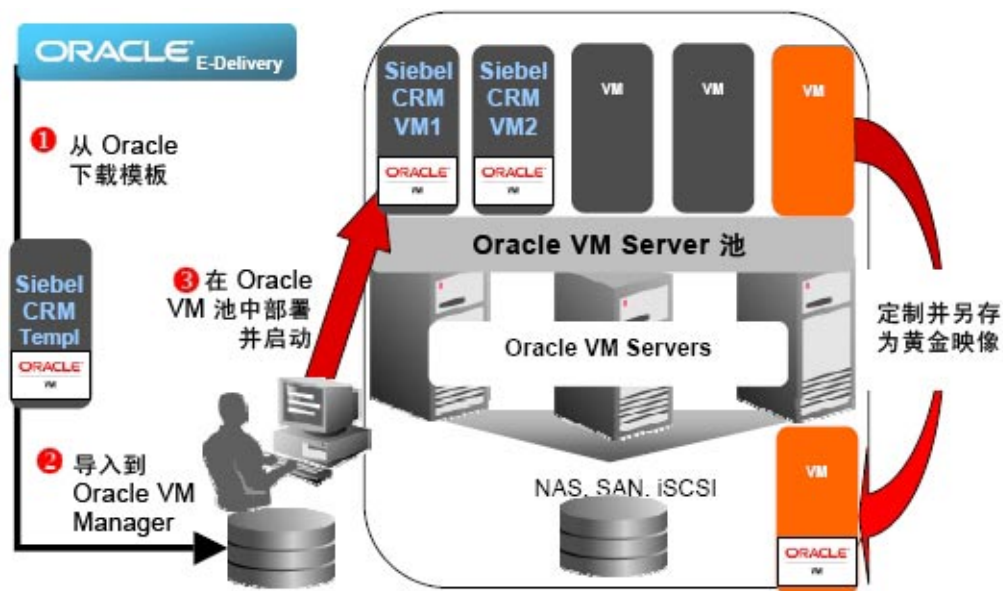 ORACLE
E-Delivery
1 从 Oracle
下载模板
Siebel
CRM
Templ
ORACLE
VM
2 导入到
Oracle VM
Manager
3 在 Oracle
VM 池中部署
并启动
Siebel
CRM
VM1
ORACLE
VM
Siebel
CRM
VM2
ORACLE
VM
VM
VM
VM
Oracle VM Server 池
Oracle VM Servers
NAS, SAN, iSCSI
定制并另存
为黄金映像
VM
ORACLE
VM